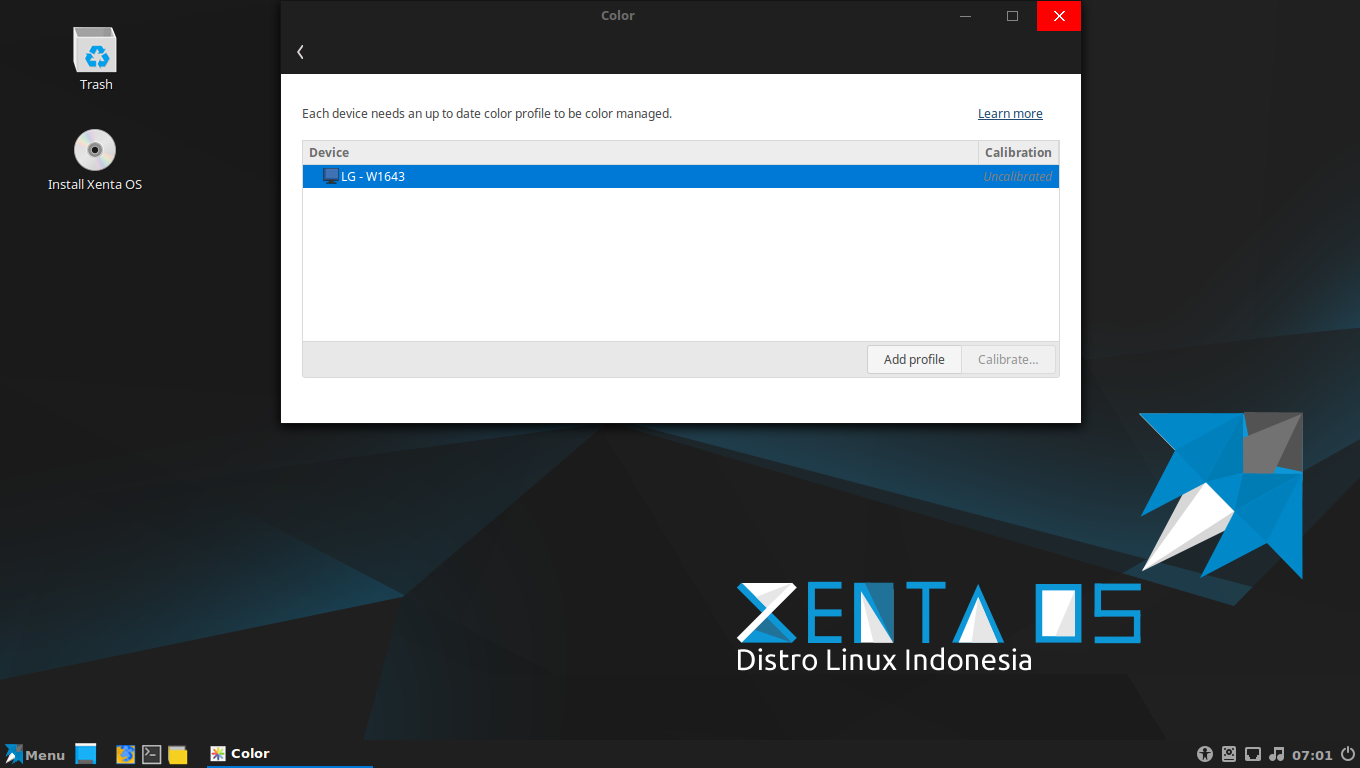 Color
Trash
Install Xenta OS
Each device needs an up to date color profile to be color managed.
Learn more
Device
Calibration
LG - W1643
Uncalibrated
Add profile
Calibrate...
XENTA OS
Distro Linux Indonesia
Menu
Color
07:01